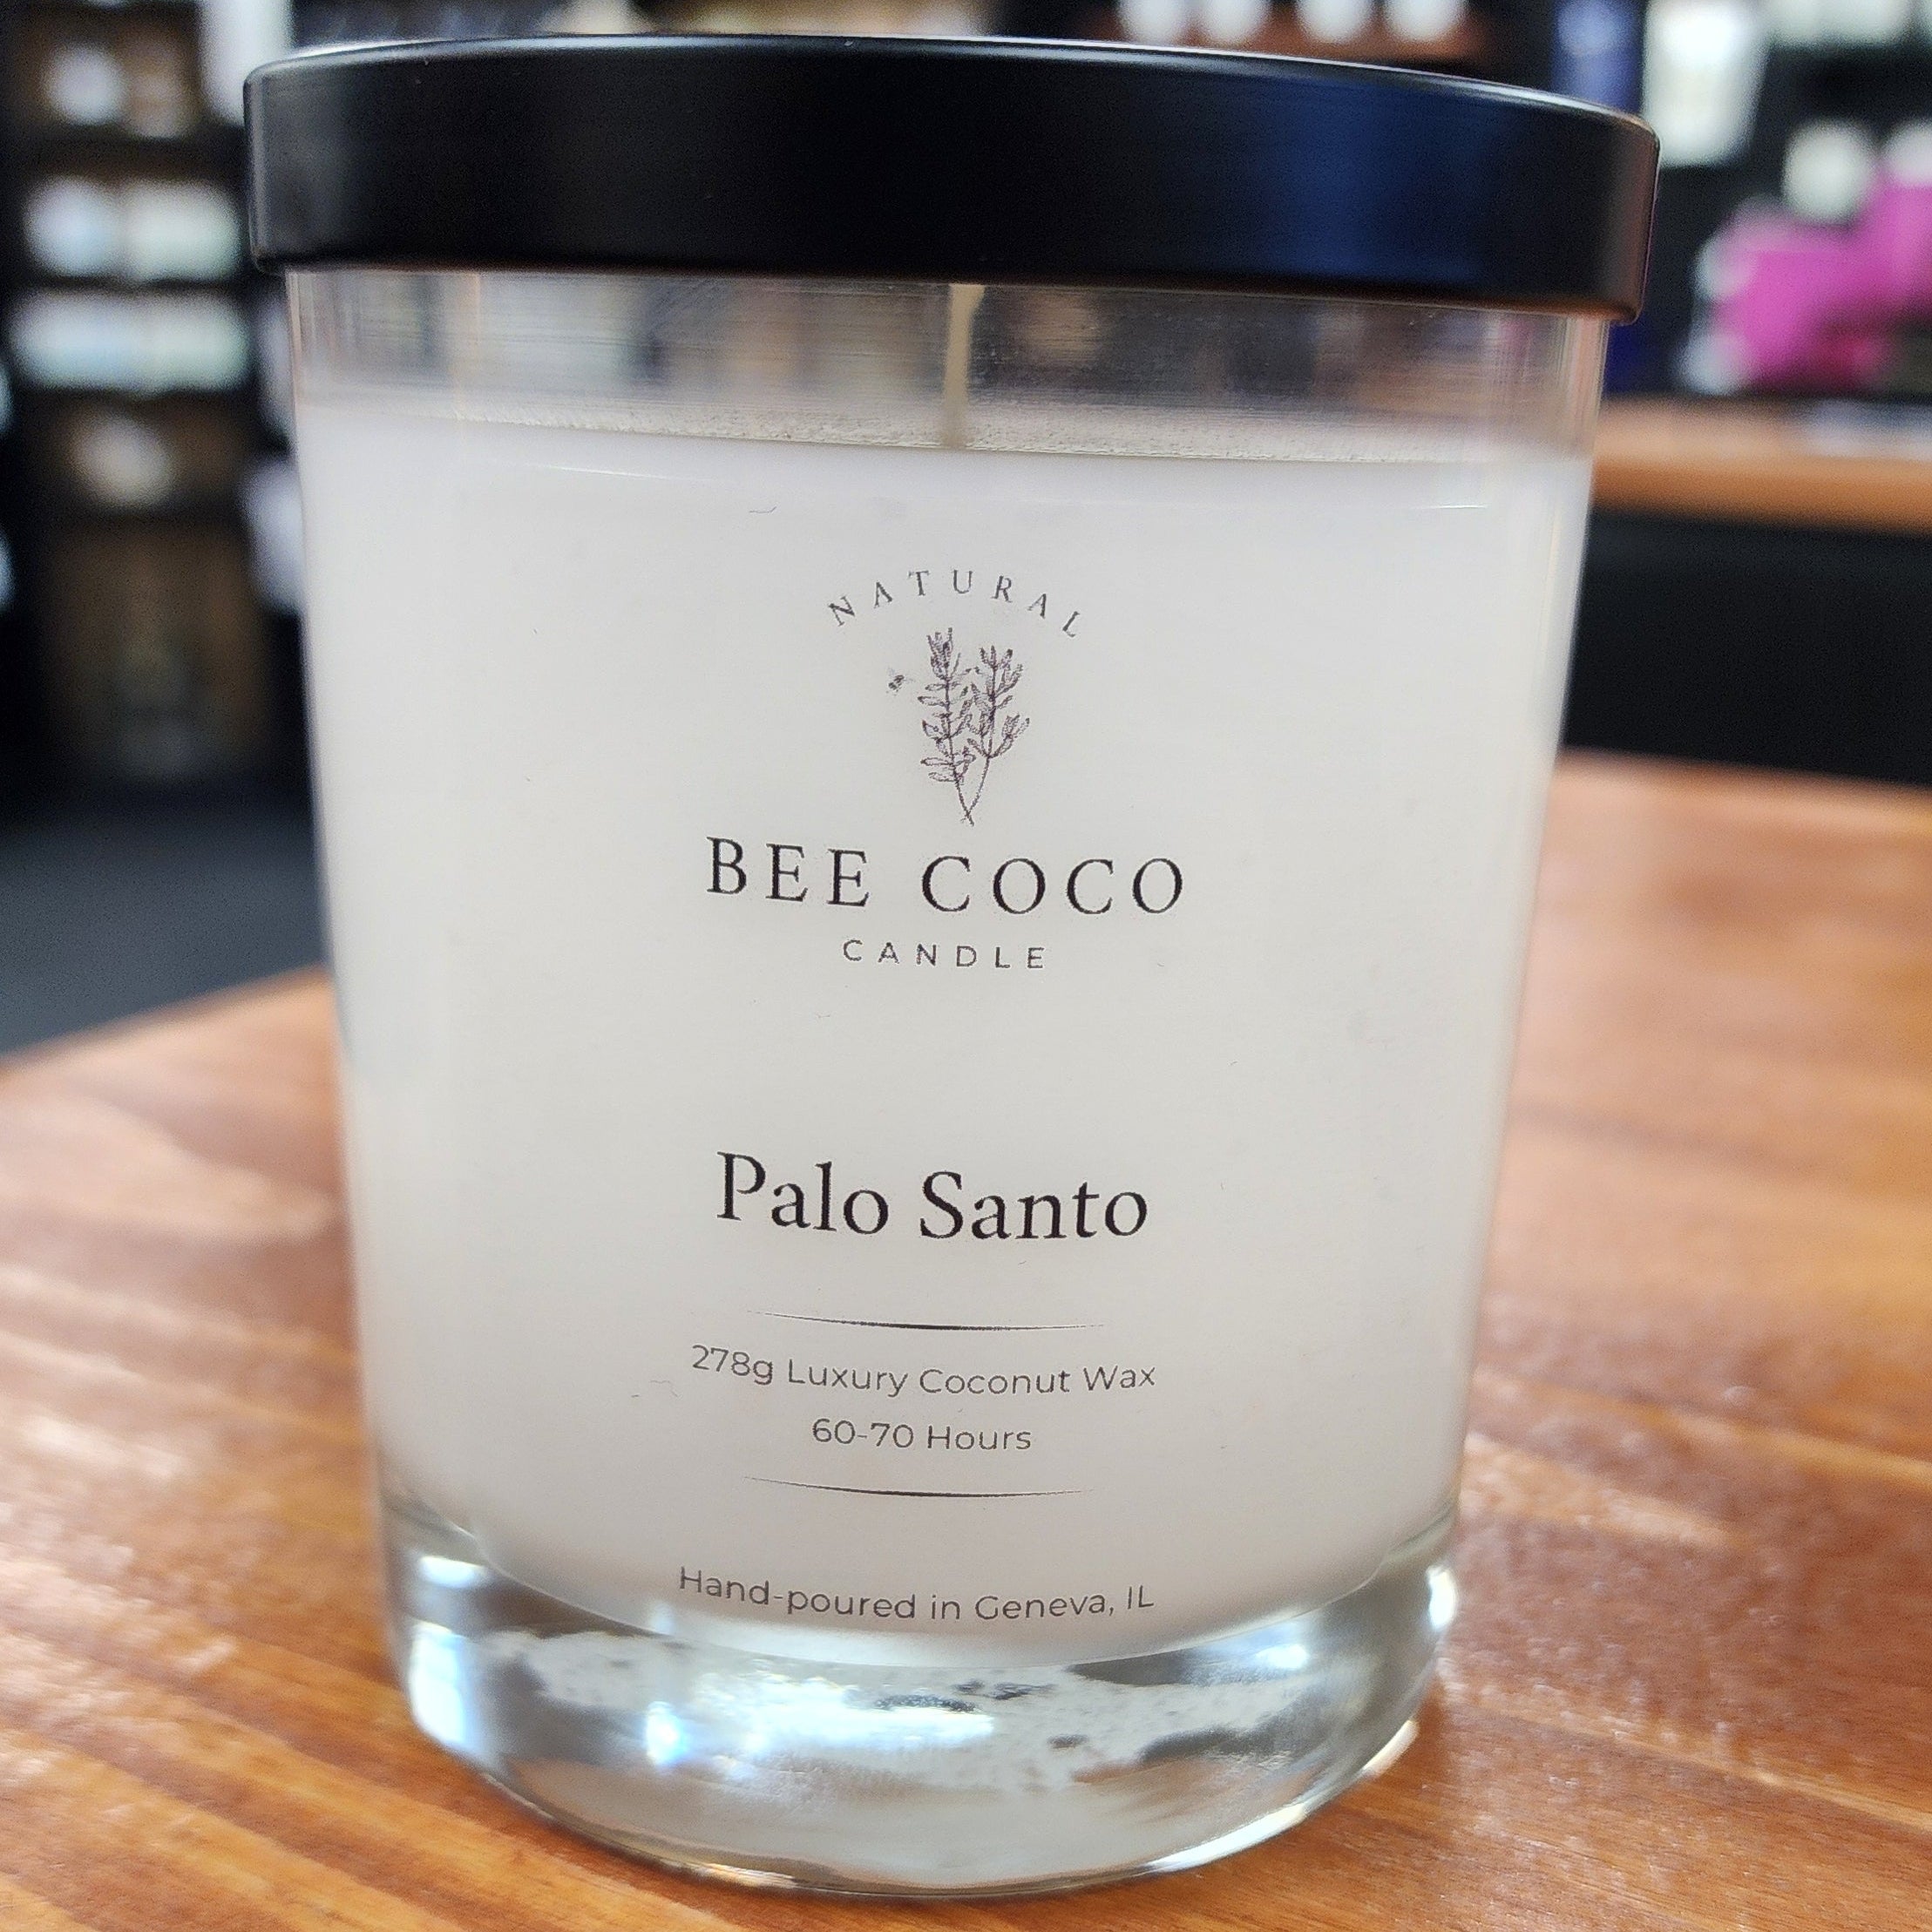 NATURAL
BEE COCO
CANDLE
Palo Santo
278g Luxury Coconut Wax
60-70 Hours
Hand-poured in Geneva, IL